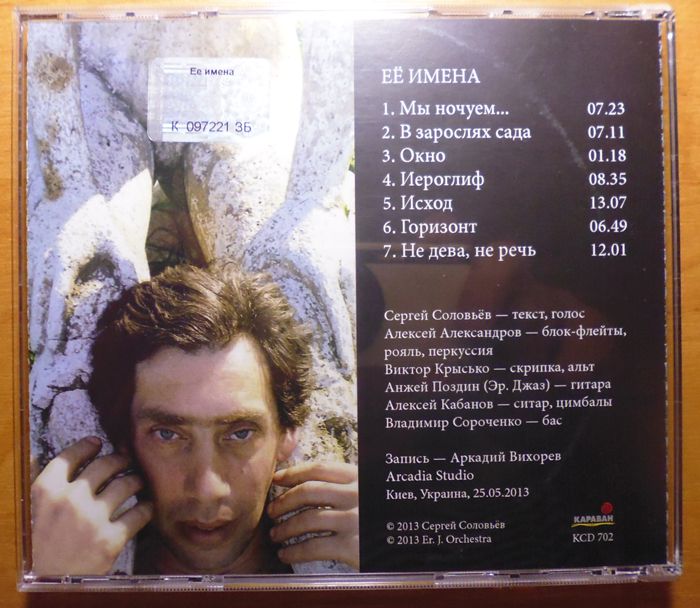 Её имена
К 097221 ЗБ
ЕЁ ИМЕНА
1. Мы ночуем... 07.23
2. В зарослях сада 07.11
3. Окно 01.18
4. Иероглиф 08.35
5. Исход 13.07
6. Горизонт 06.49
7. Не дева, не речь 12.01
Сергей Соловьёв — текст, голос
Алексей Александров — блок-флейты,
рояль, перкуссия
Виктор Крысько — скрипка, альт
Анжей Поздин (Эр. Джаз) — гитара
Алексей Кабанов — ситар, цимбалы
Владимир Сороченко — бас
Запись — Аркадий Вихорев
Arcadia Studio
Киев, Украина, 25.05.2013
© 2013 Сергей Соловьёв
© 2013 Er. J. Orchestra
КАРАВАН
KCD 702